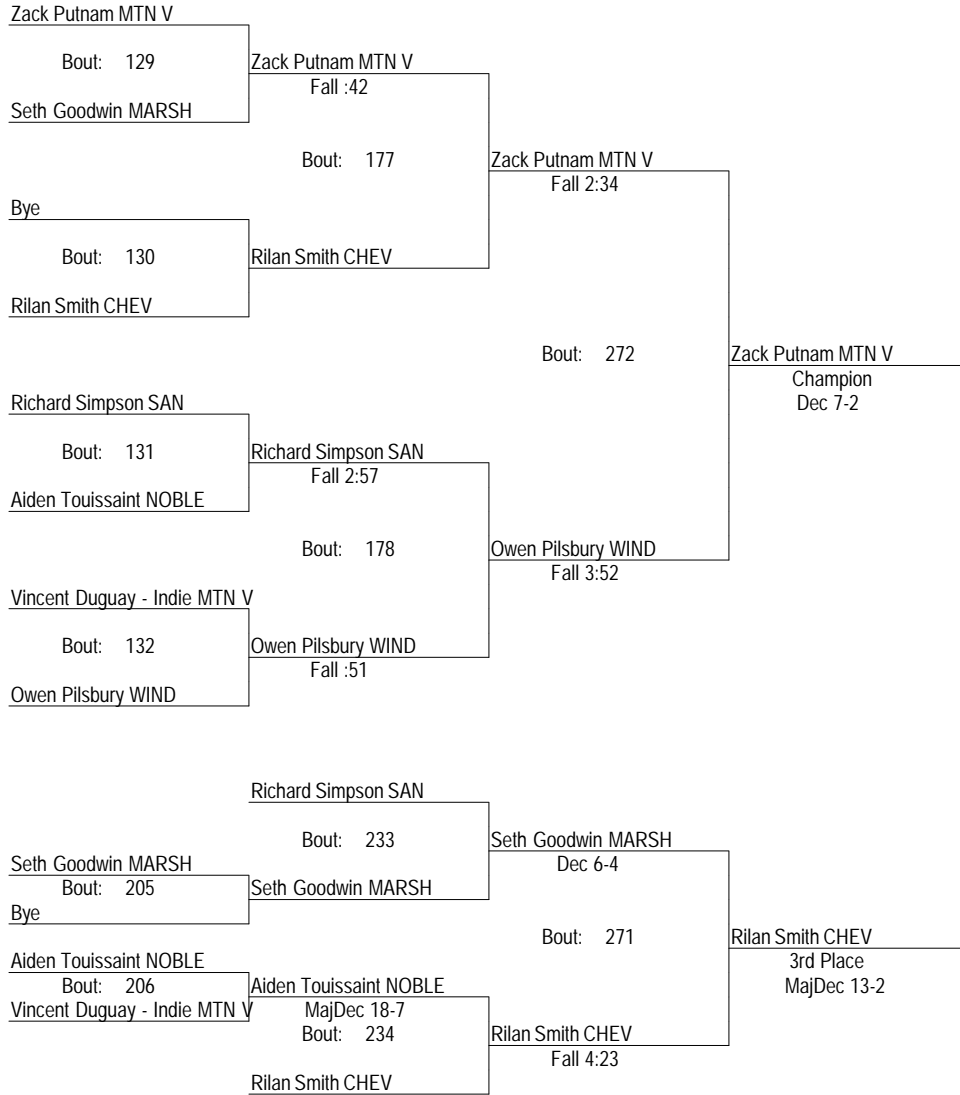 Zack Putnam MTN V
Bout: 129
Zack Putnam MTN V
Fall :42
Seth Goodwin MARSH
Bout: 177
Zack Putnam MTN V
Fall 2:34
Bye
Bout: 130
Rilan Smith CHEV
Rilan Smith CHEV
Bout: 272
Zack Putnam MTN V
Champion
Dec 7-2
Richard Simpson SAN
Bout: 131
Richard Simpson SAN
Fall 2:57
Aiden Touissaint NOBLE
Bout: 178
Owen Pilsbury WIND
Fall 3:52
Vincent Duguay - Indie MTN V
Bout: 132
Owen Pilsbury WIND
Fall :51
Owen Pilsbury WIND
Richard Simpson SAN
Bout: 233
Seth Goodwin MARSH
Dec 6-4
Seth Goodwin MARSH
Bout: 205
Seth Goodwin MARSH
Bye
Bout: 271
Rilan Smith CHEV
3rd Place
MajDec 13-2
Aiden Touissaint NOBLE
Bout: 206
Aiden Touissaint NOBLE
Vincent Duguay - Indie MTN V
MajDec 18-7
Bout: 234
Rilan Smith CHEV
Fall 4:23
Rilan Smith CHEV